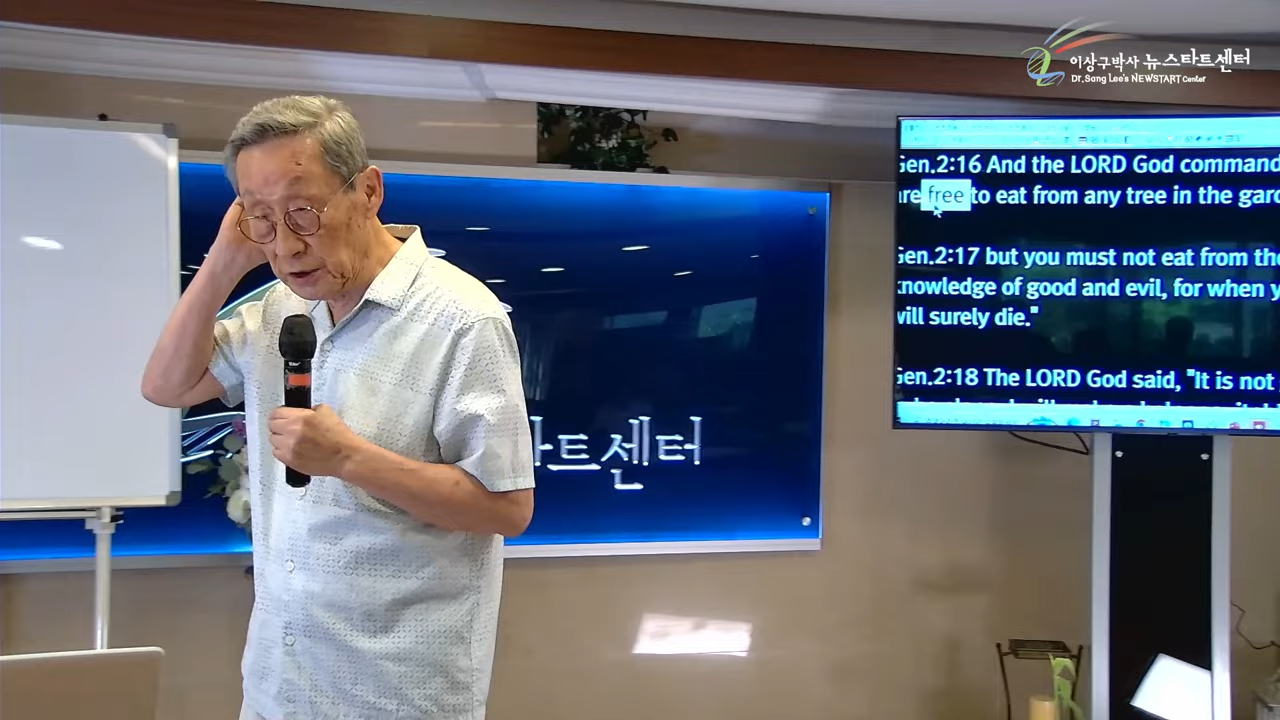 이상구박사 뉴스타트센터
Dr.Sang Lee's NEWSTART Center
Gen.2:16 And the LORD God command
are free to eat from any tree in the gard
Gen.2:17 but you must not eat from the
knowledge of good and evil, for when y
will surely die."
Gen.2:18 The LORD God said, "It is not
타트센터